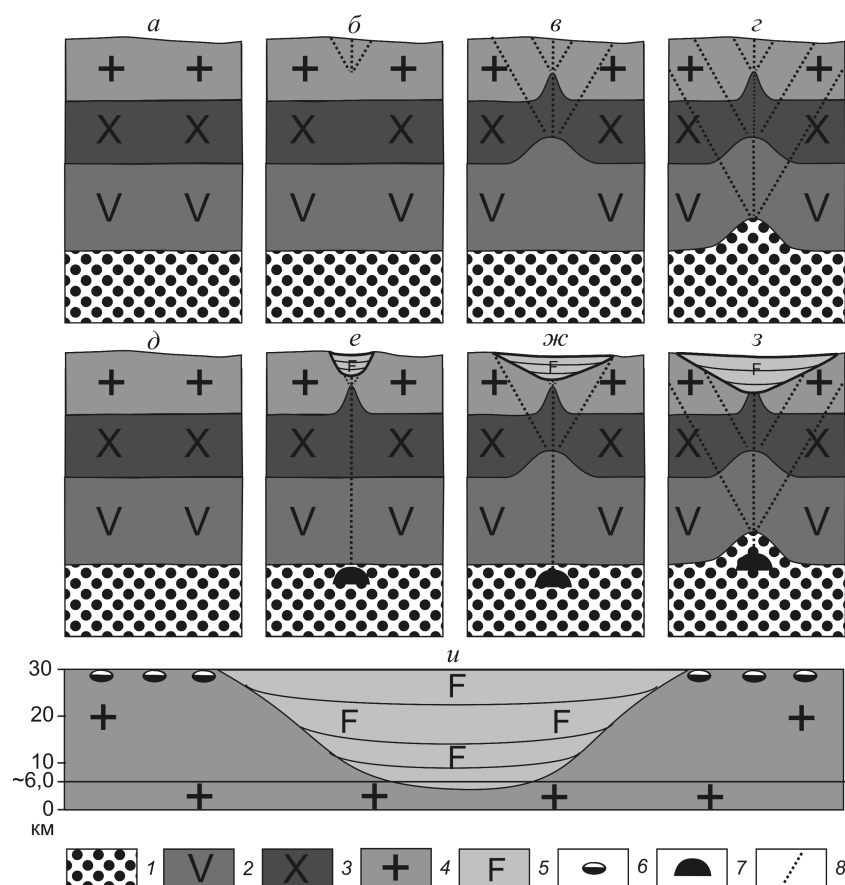 а б в г
+ + + + + + + +
X X X X X X X X
V V V V V V V V
д е ж з
F F F
+ + + + + + + +
X X X X X X X X
V V V V V V V V
и
30 F
20 + F F +
10 F
~6,0
0 + + + +
км
1 V 2 X 3 + 4 F 5 6 7 8